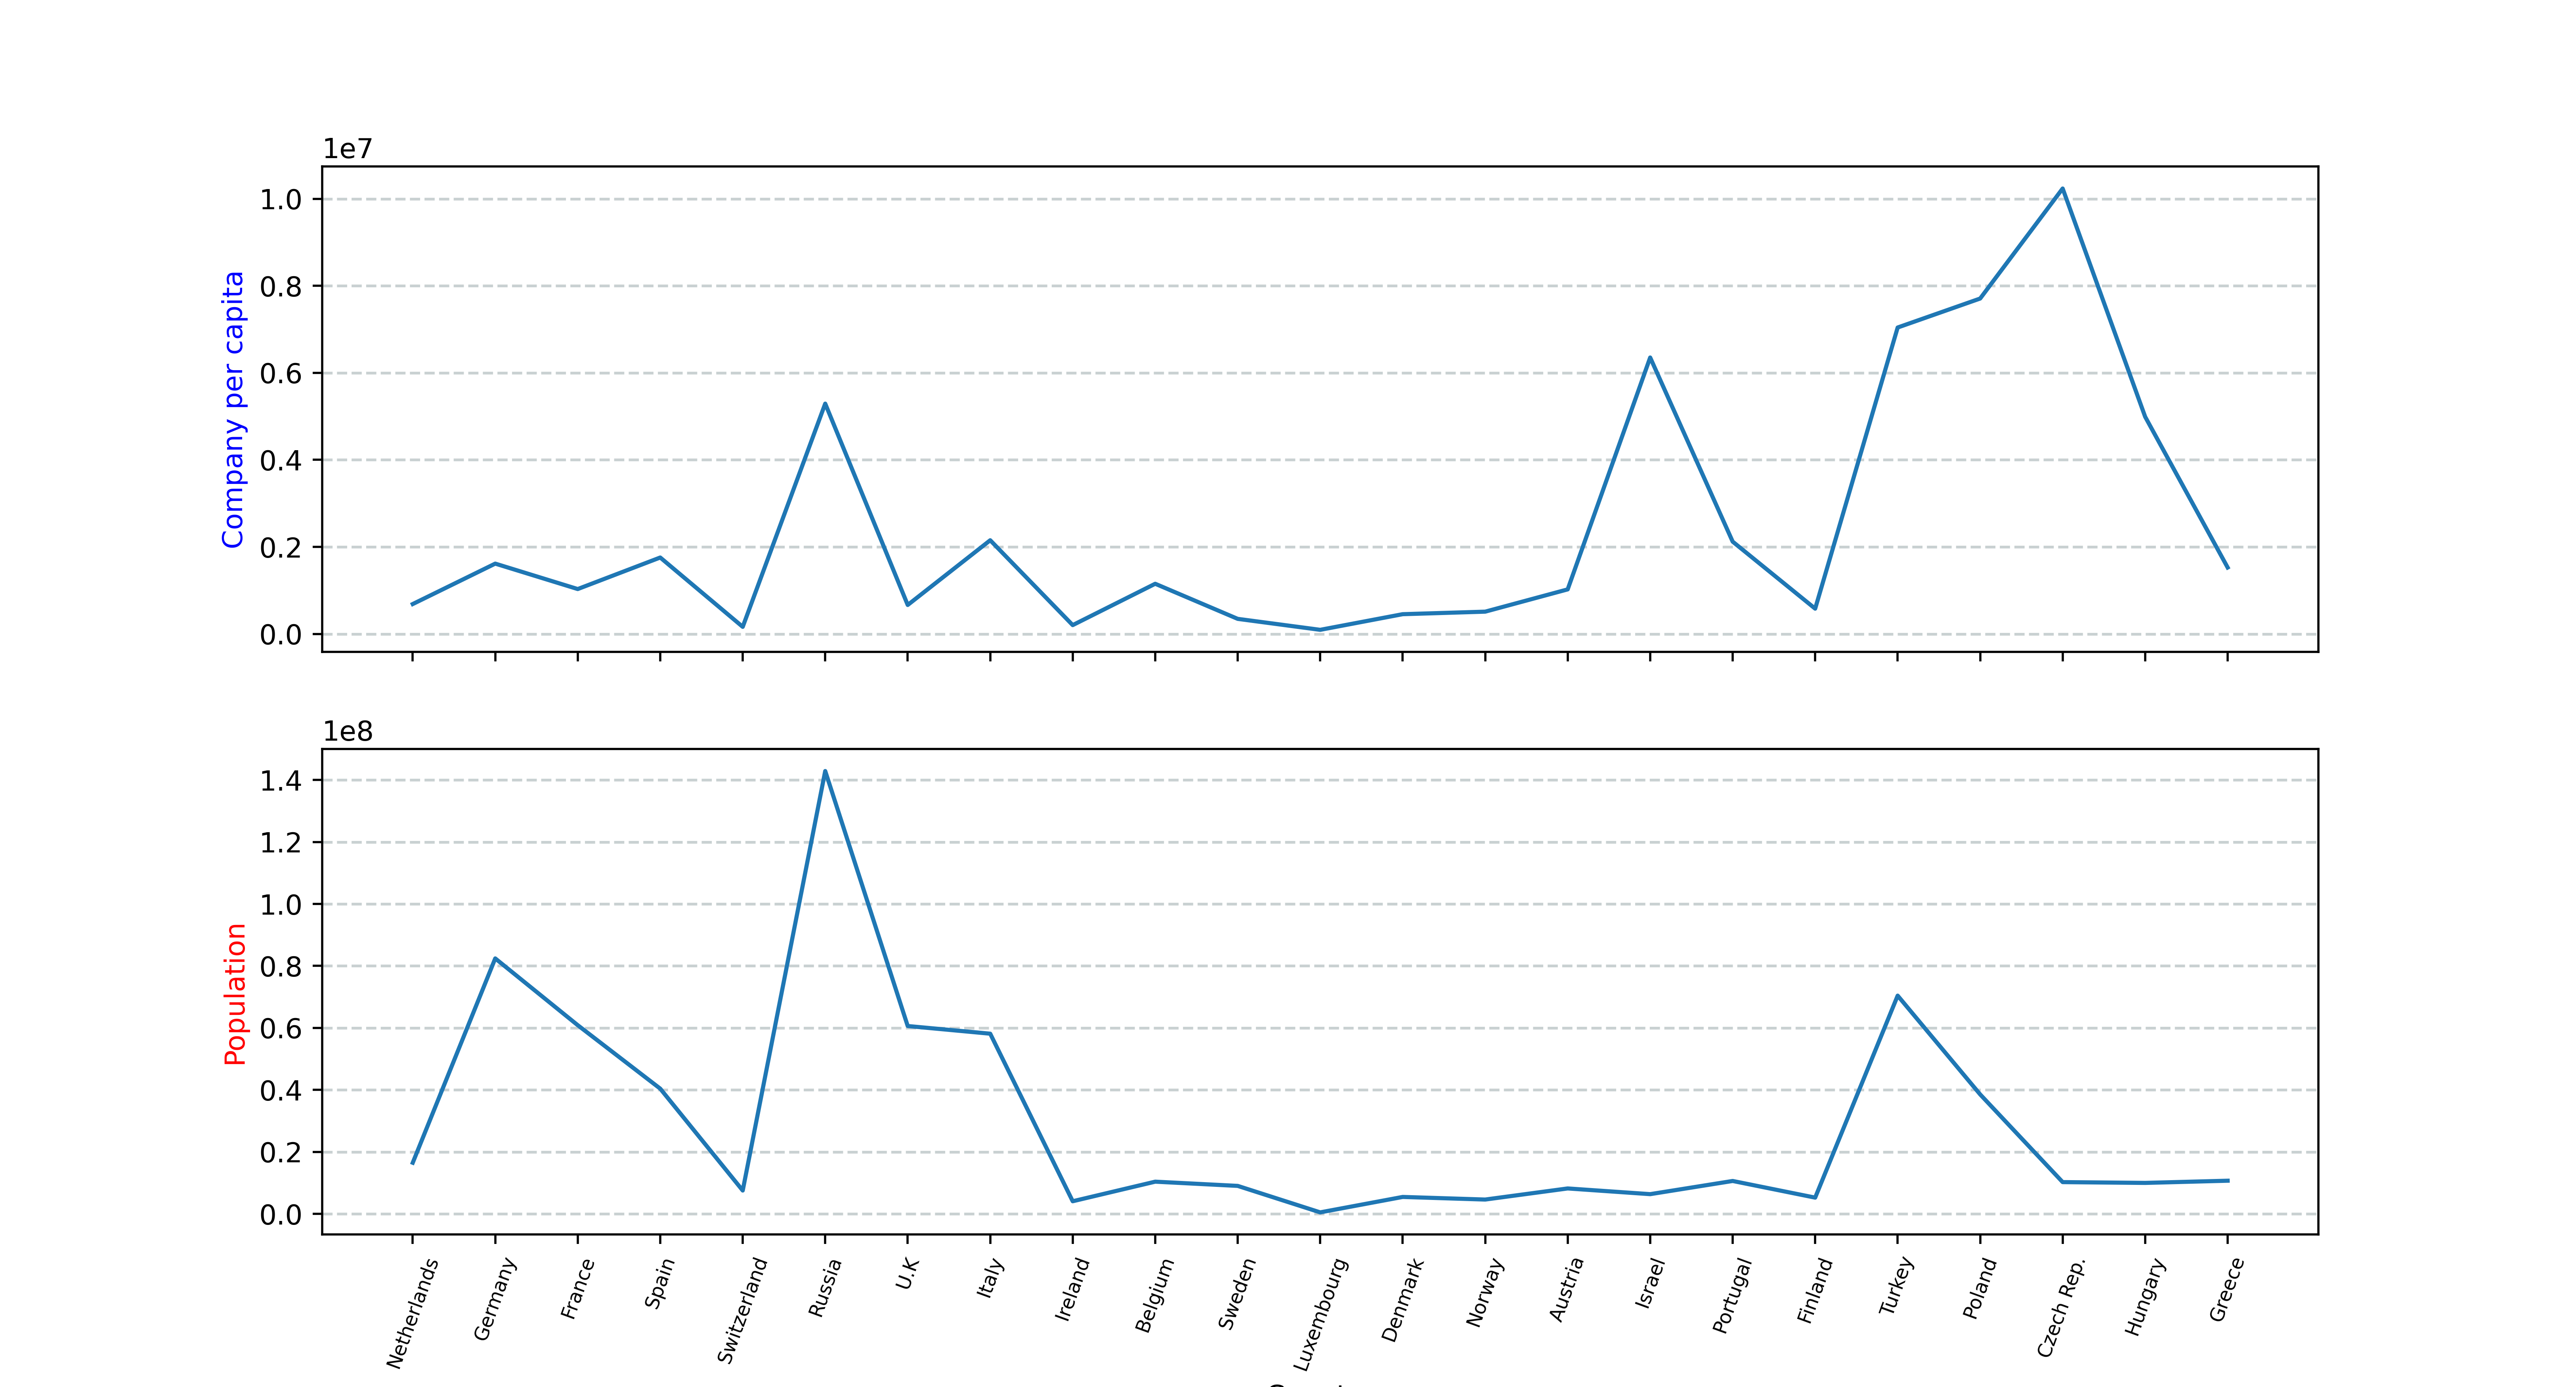 1e7
1.0
0.8
0.6
0.4
0.2
0.0
Company per capita
1e8
1.4
1.2
1.0
0.8
0.6
0.4
0.2
0.0
Population
Netherlands
Germany
France
Spain
Switzerland
Russia
U.K
Italy
Ireland
Belgium
Sweden
Luxembourg
Denmark
Norway
Austria
Israel
Portugal
Finland
Turkey
Poland
Czech Rep.
Hungary
Greece